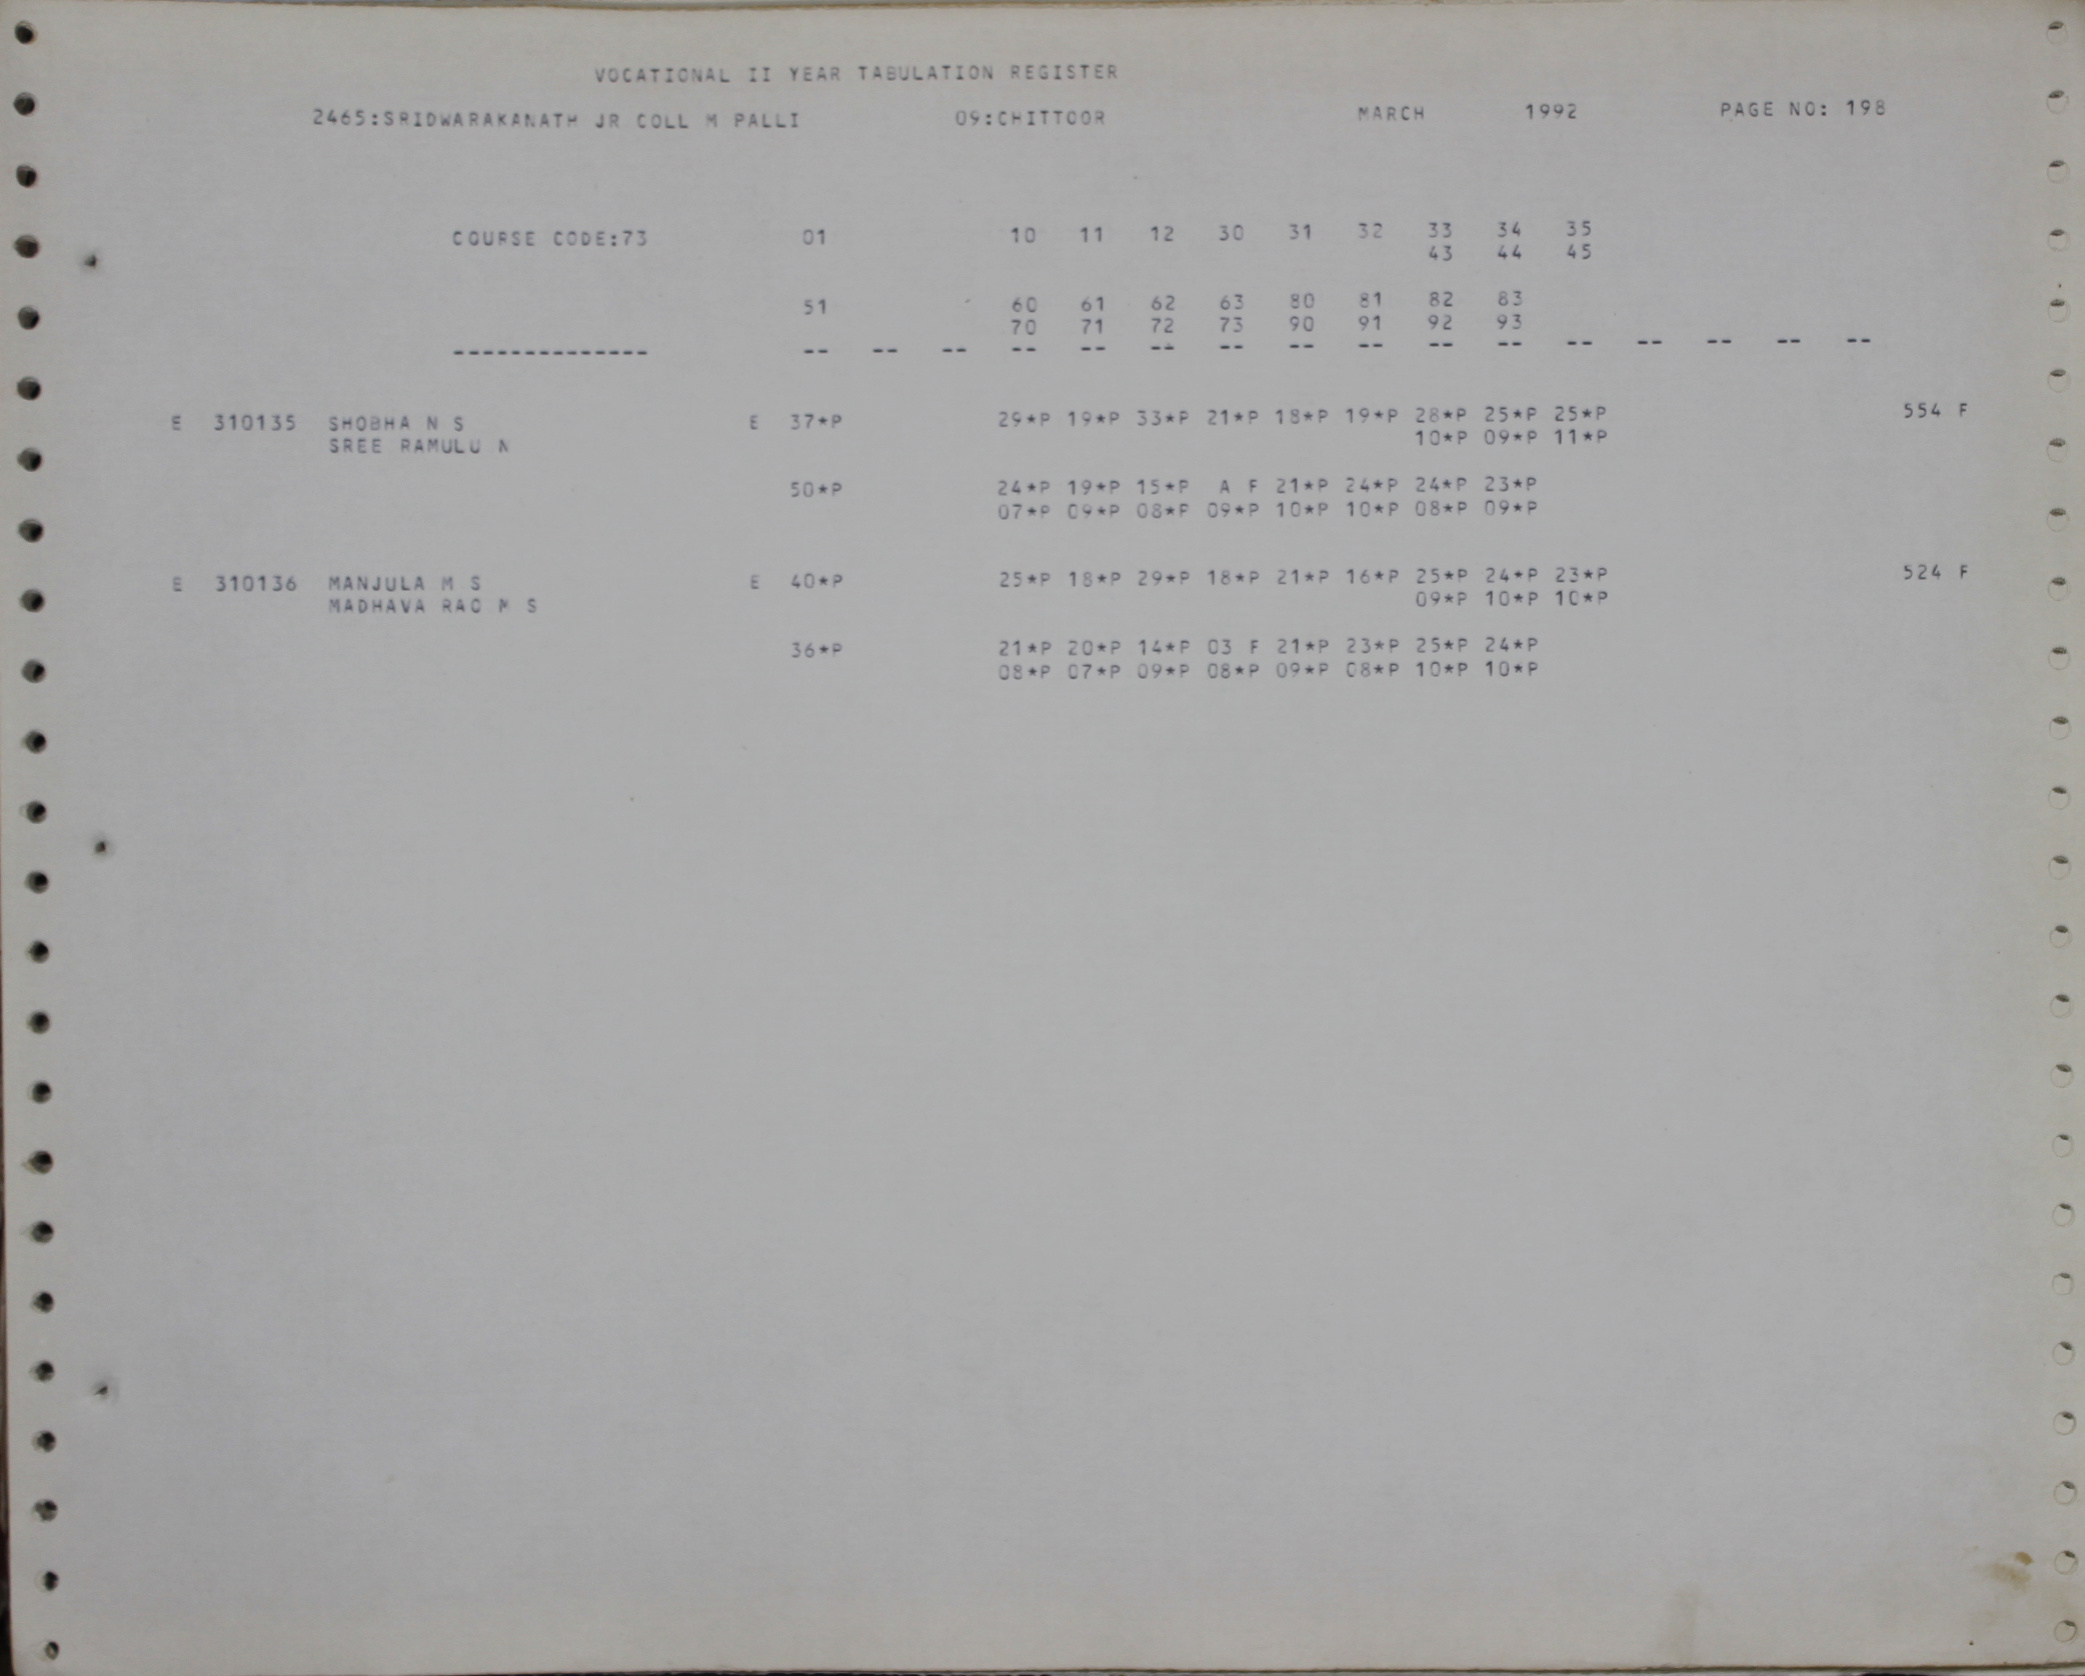 VOCATIONAL II YEAR TABULATION REGISTER
2465:SRIDWARAKANATH JR COLL M PALLI 09:CHITTOOR MARCH 1992 PAGE NO: 198
COURSE CODE:73 01 10 11 12 30 31 32 33 34 35
43 44 45
51 60 61 62 63 80 81 82 83
70 71 72 73 90 91 92 93
-------------- -- -- -- -- -- -- -- -- -- -- -- -- -- -- -- --
E 310135 SHOBHA N S E 37*P 29*P 19*P 33*P 21*P 18*P 19*P 28*P 25*P 25*P 554 F
SREE RAMULU N 10*P 09*P 11*P
50*P 24*P 19*P 15*P A F 21*P 24*P 24*P 23*P
07*P 09*P 08*P 09*P 10*P 10*P 08*P 09*P
E 310136 MANJULA M S E 40*P 25*P 18*P 29*P 18*P 21*P 16*P 25*P 24*P 23*P 524 F
MADHAVA RAO M S 09*P 10*P 10*P
36*P 21*P 20*P 14*P 03 F 21*P 23*P 25*P 24*P
08*P 07*P 09*P 08*P 09*P 08*P 10*P 10*P